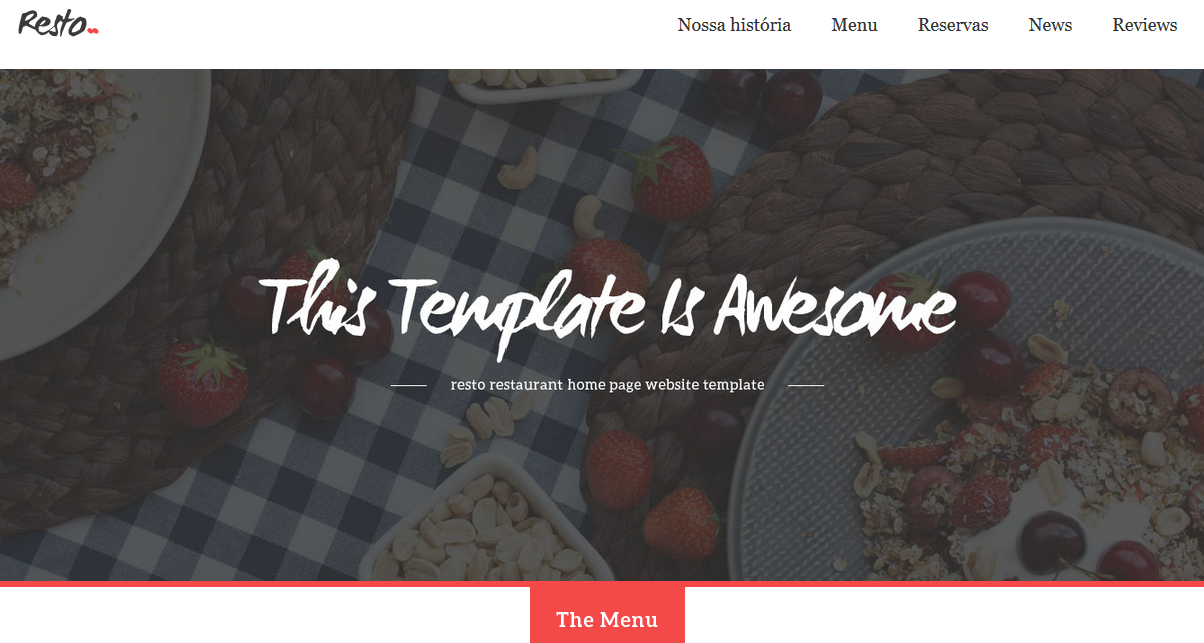 Resto
Nossa história Menu Reservas News Reviews
This Template Is Awesome
resto restaurant home page website template
The Menu